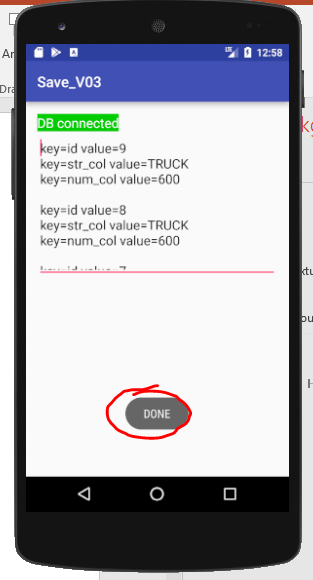 12:58
Save_V03
DB connected
key=id value=9
key=str_col value=TRUCK
key=num_col value=600
key=id value=8
key=str_col value=TRUCK
key=num_col value=600
DONE